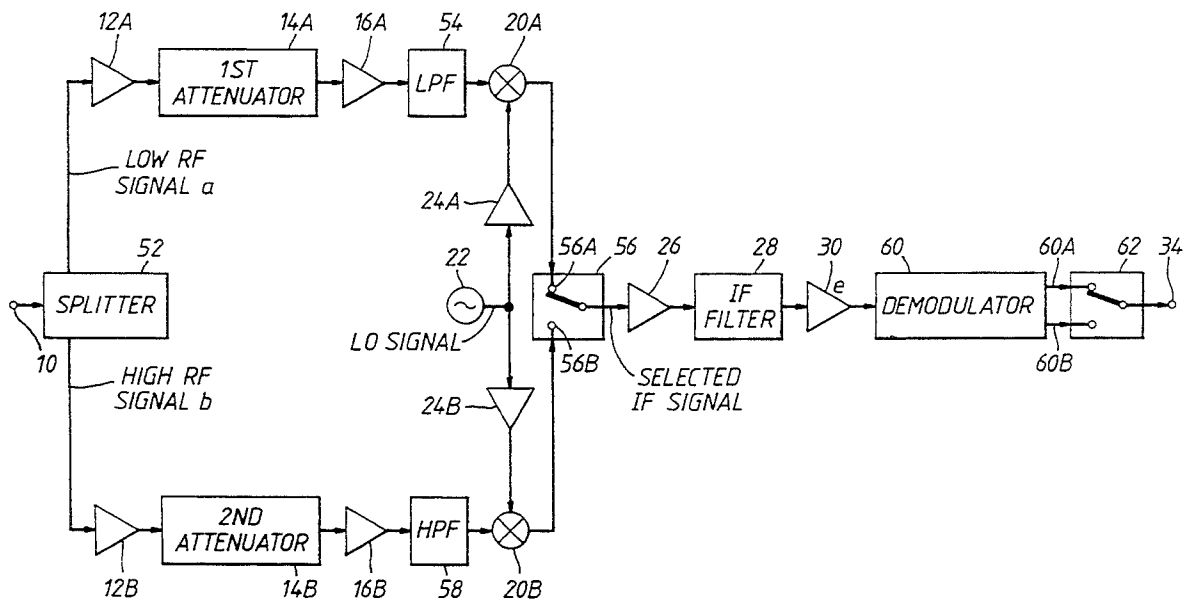 12A
14A
16A
54
20A
1ST
ATTENUATOR
LPF
LOW RF
SIGNAL a
24A
52
22
56A
56
26
28
30
60
60A
62
34
SPLITTER
IF
FILTER
e
DEMODULATOR
LO SIGNAL
10
56B
60B
HIGH RF
SIGNAL b
SELECTED
IF SIGNAL
24B
2ND
ATTENUATOR
HPF
12B
14B
16B
58
20B